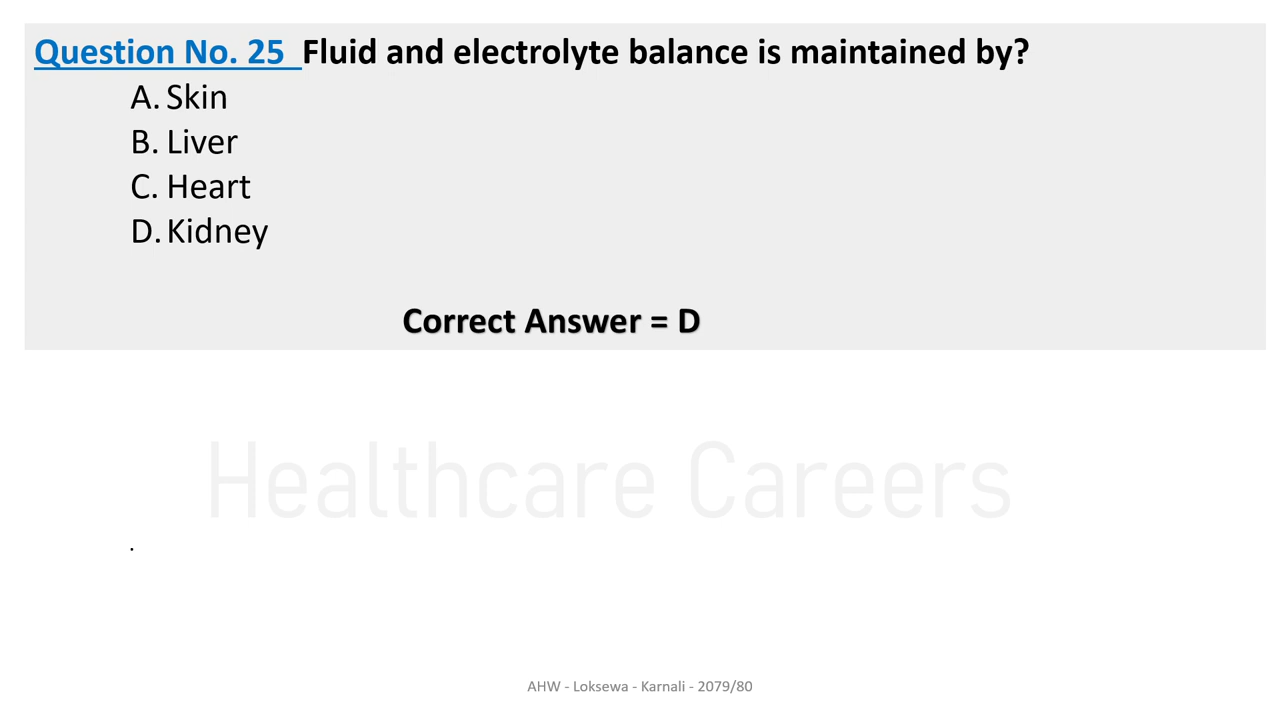 Question No. 25 Fluid and electrolyte balance is maintained by?
A. Skin
B. Liver
C. Heart
D. Kidney
Correct Answer = D
Healthcare Careers
.
AHW - Loksewa - Karnali - 2079/80